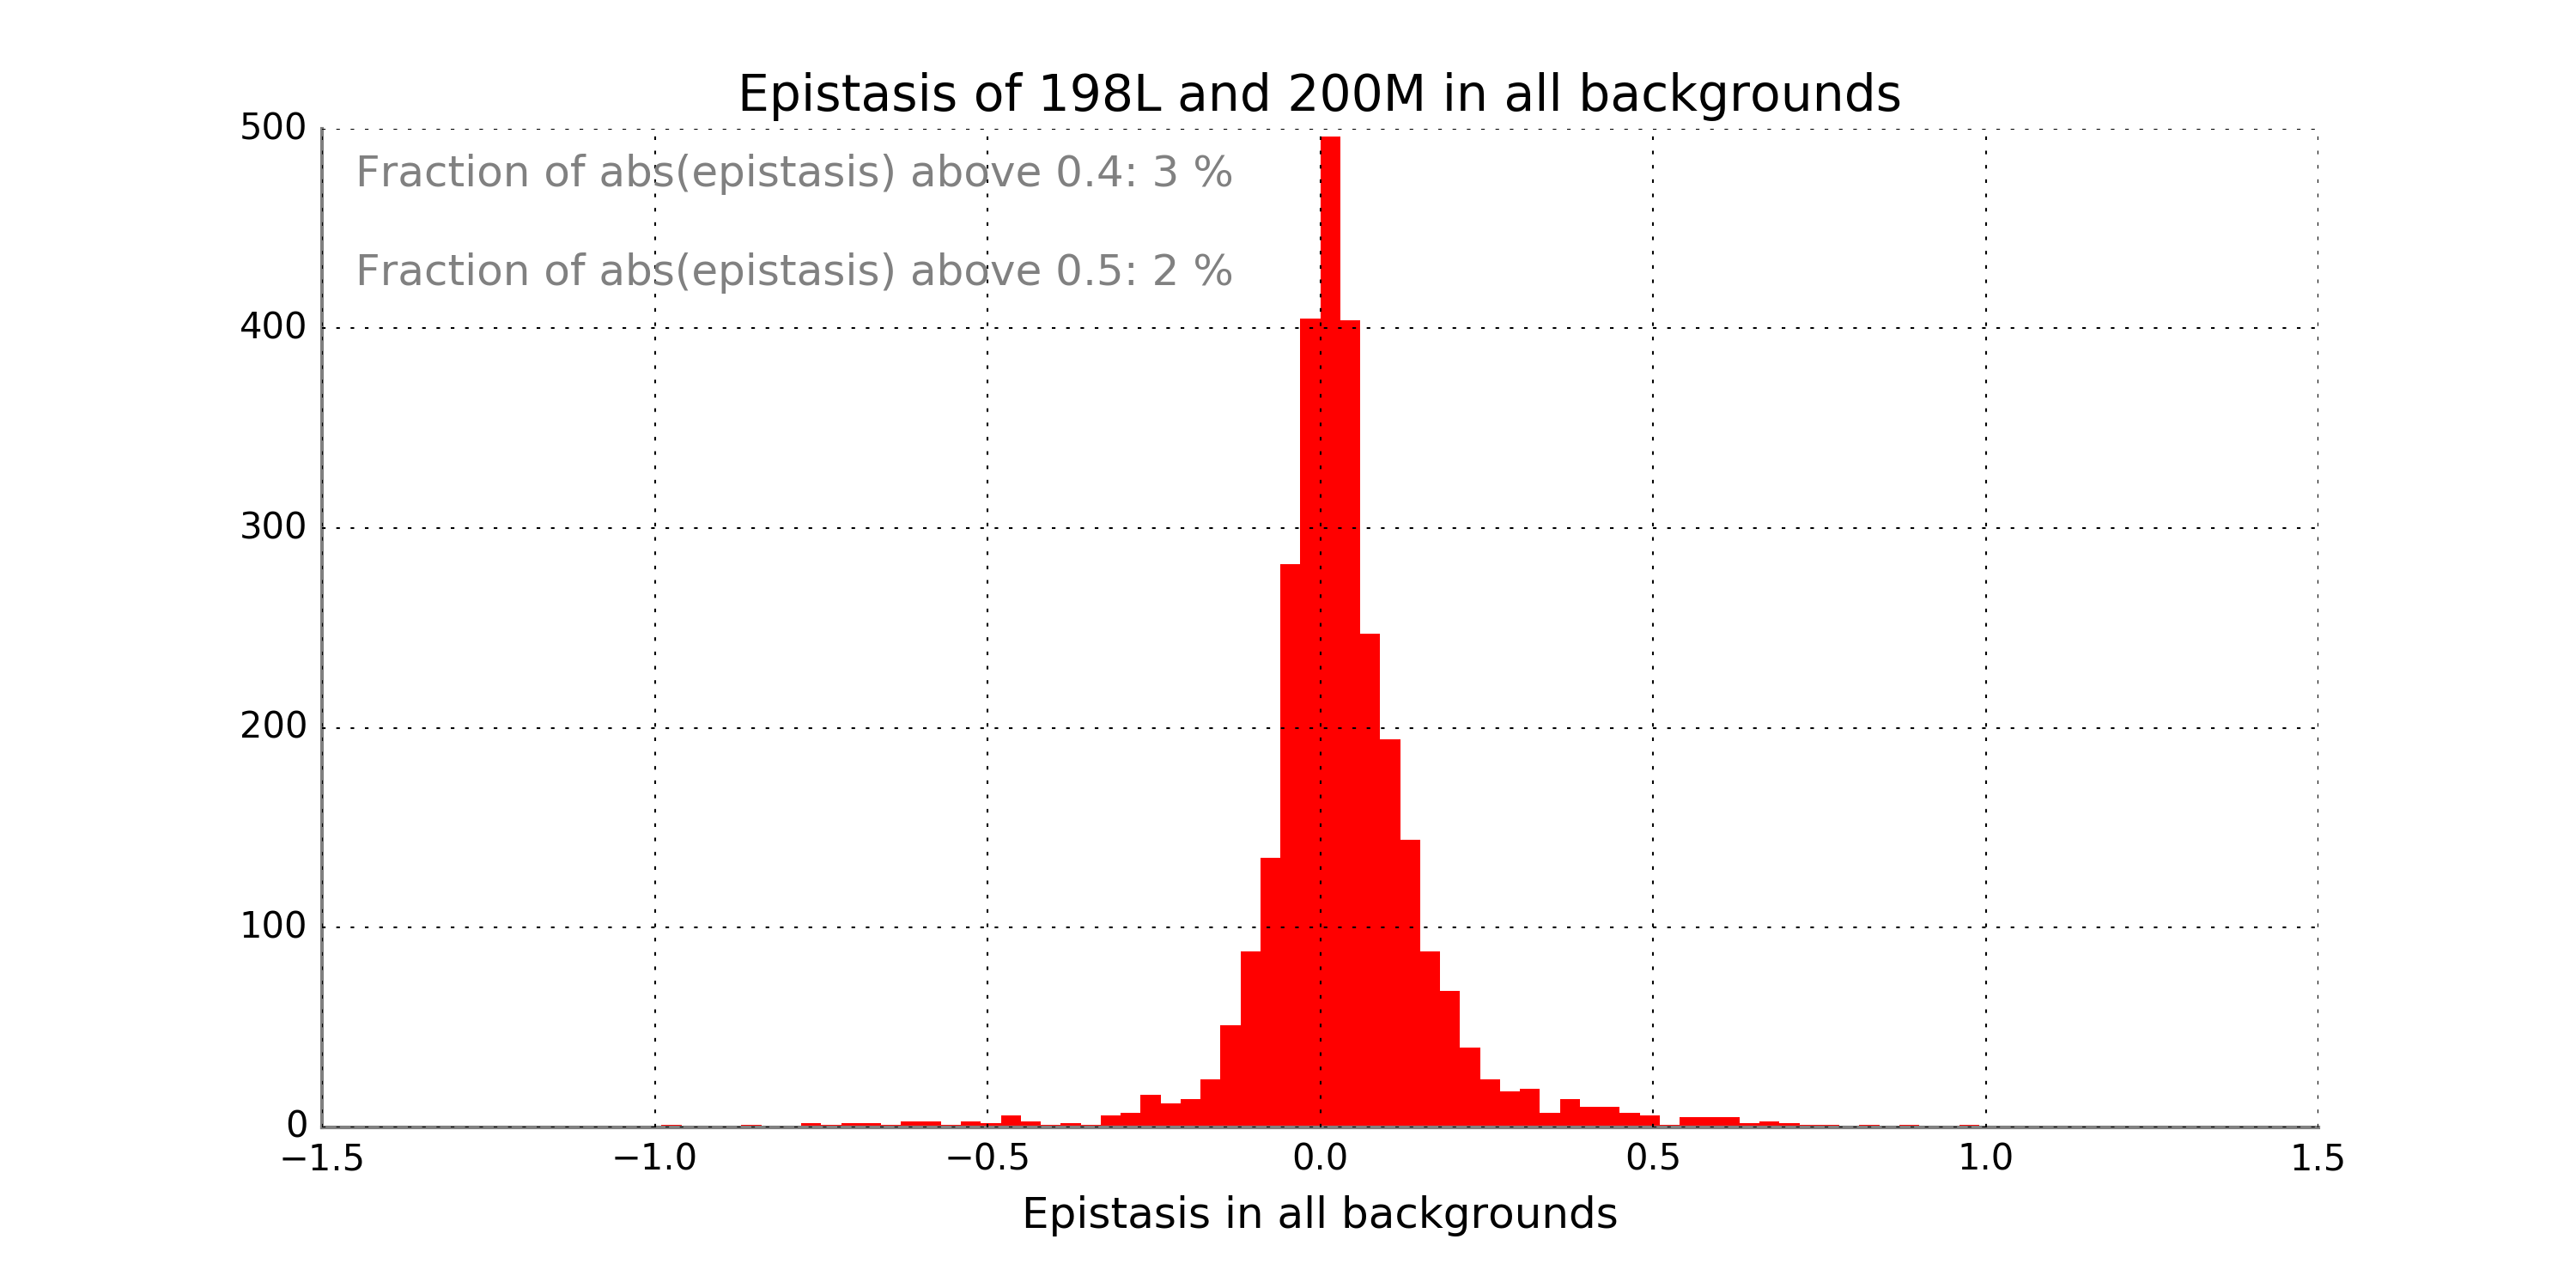 Epistasis of 198L and 200M in all backgrounds
500
Fraction of abs(epistasis) above 0.4: 3 %
Fraction of abs(epistasis) above 0.5: 2 %
400
300
200
100
0
−1.5 −1.0 −0.5 0.0 0.5 1.0 1.5
Epistasis in all backgrounds